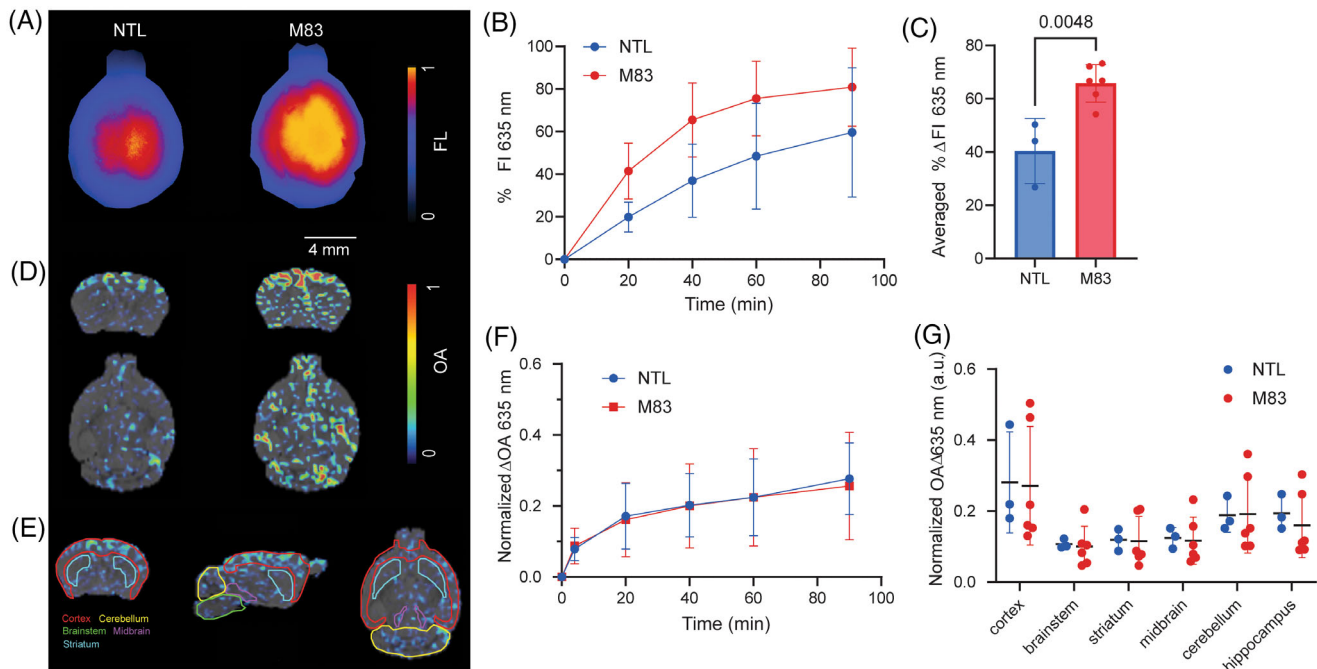 (A)
NTL M83
1
FL
0
4 mm
(B)
NTL
M83
% FI 635 nm
100
80
60
40
20
0
0 20 40 60 80 100
Time (min)
(C)
0.0048
Averaged % ΔFI 635 nm
80
60
40
20
0
NTL M83
(D)
1
OA
0
(E)
Cortex Cerebellum
Brainstem Midbrain
Striatum
(F)
NTL
M83
Normalized ΔOA 635 nm
0.6
0.4
0.2
0.0
0 20 40 60 80 100
Time (min)
(G)
NTL
M83
Normalized OAΔ635 nm (a.u.)
0.6
0.4
0.2
0.0
cortex
brainstem
striatum
midbrain
cerebellum
hippocampus